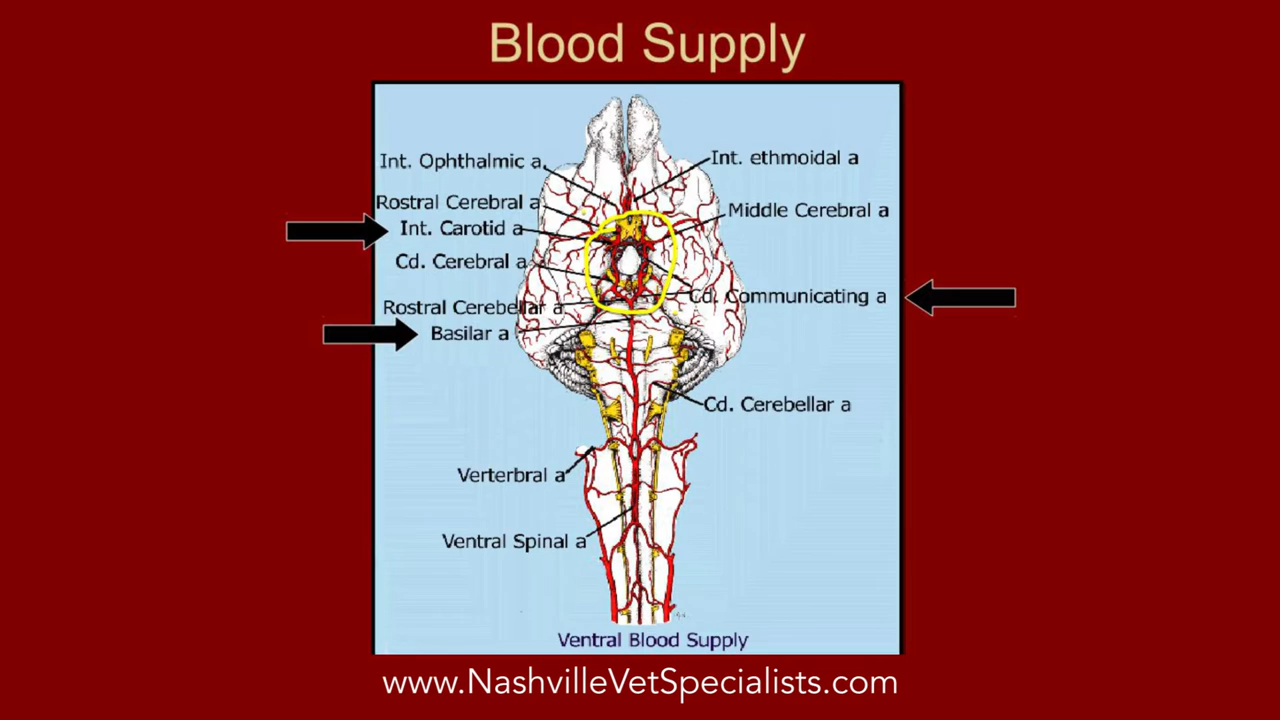 Blood Supply
Int. Ophthalmic a.
Int. ethmoidal a
Rostral Cerebral a
Middle Cerebral a
Int. Carotid a
Cd. Cerebral a
Cd. Communicating a
Rostral Cerebellar a.
Basilar a
Cd. Cerebellar a
Verterbral a
Ventral Spinal a
Ventral Blood Supply
www.NashvilleVetSpecialists.com